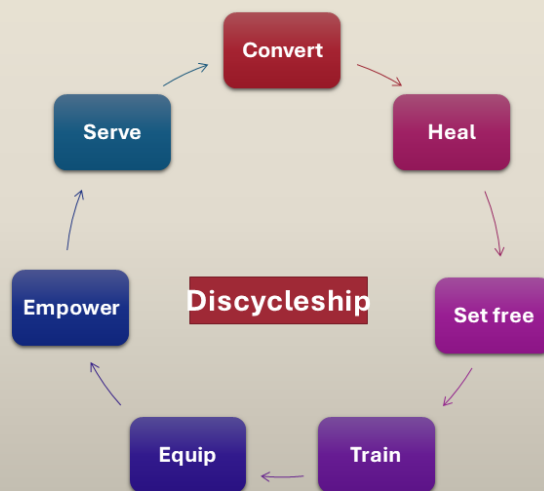 Convert
Heal
Set free
Train
Equip
Empower
Serve
Discycleship